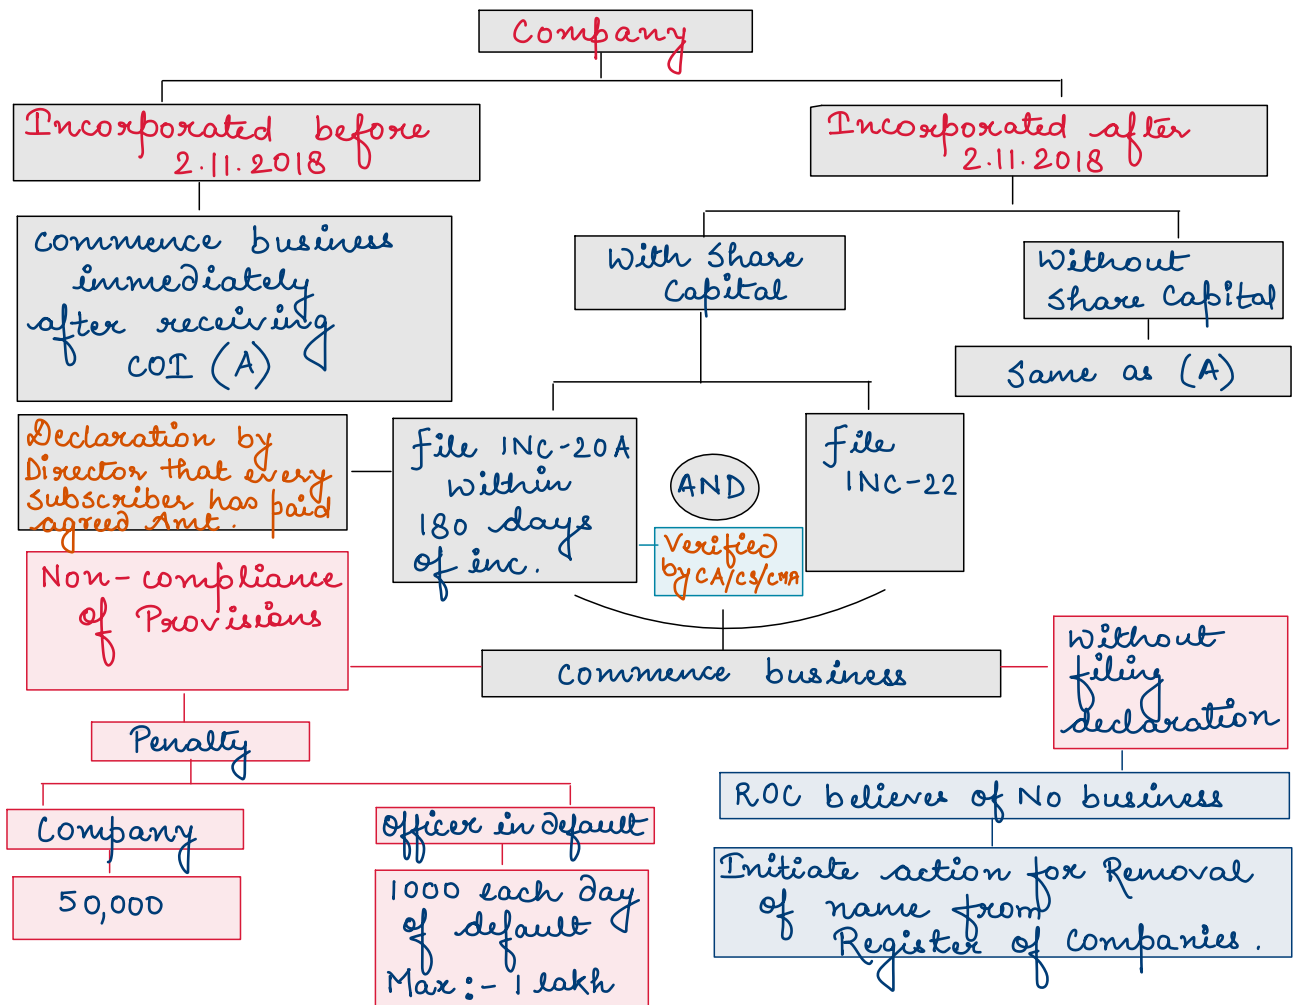 Company
Incorporated before
2.11.2018
Incorporated after
2.11.2018
Commence business
immediately
after receiving
COI (A)
With Share
Capital
Without
Share Capital
Same as (A)
Declaration by
Director that every
subscriber has paid
agreed Amt.
File INC-20A
within
180 days
of inc.
AND
Verified
by CA/CS/CMA
File
INC-22
Non-compliance
of Provisions
Commence business
Without
filing
declaration
Penalty
Company
50,000
Officer in default
1000 each day
of default
Max:- 1 lakh
ROC believes of No business
Initiate action for Removal
of name from
Register of Companies.